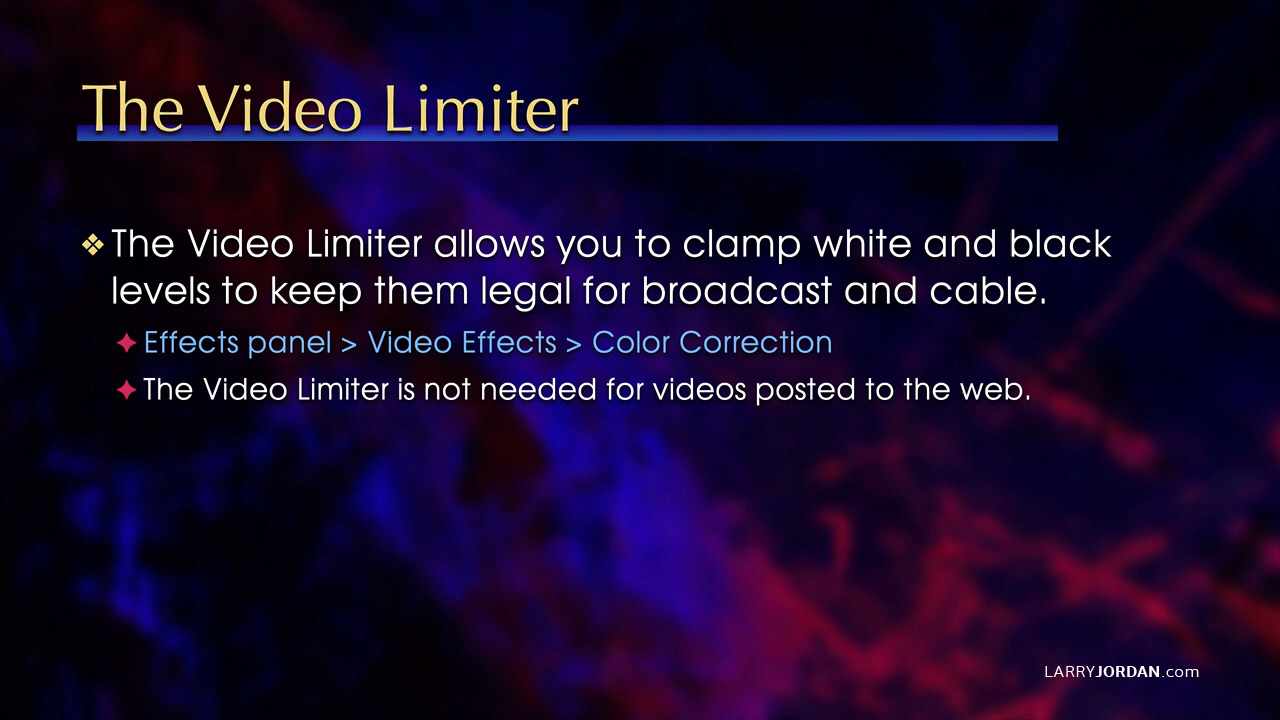 The Video Limiter
❖ The Video Limiter allows you to clamp white and black
levels to keep them legal for broadcast and cable.
✦ Effects panel > Video Effects > Color Correction
✦ The Video Limiter is not needed for videos posted to the web.
LARRYJORDAN.com